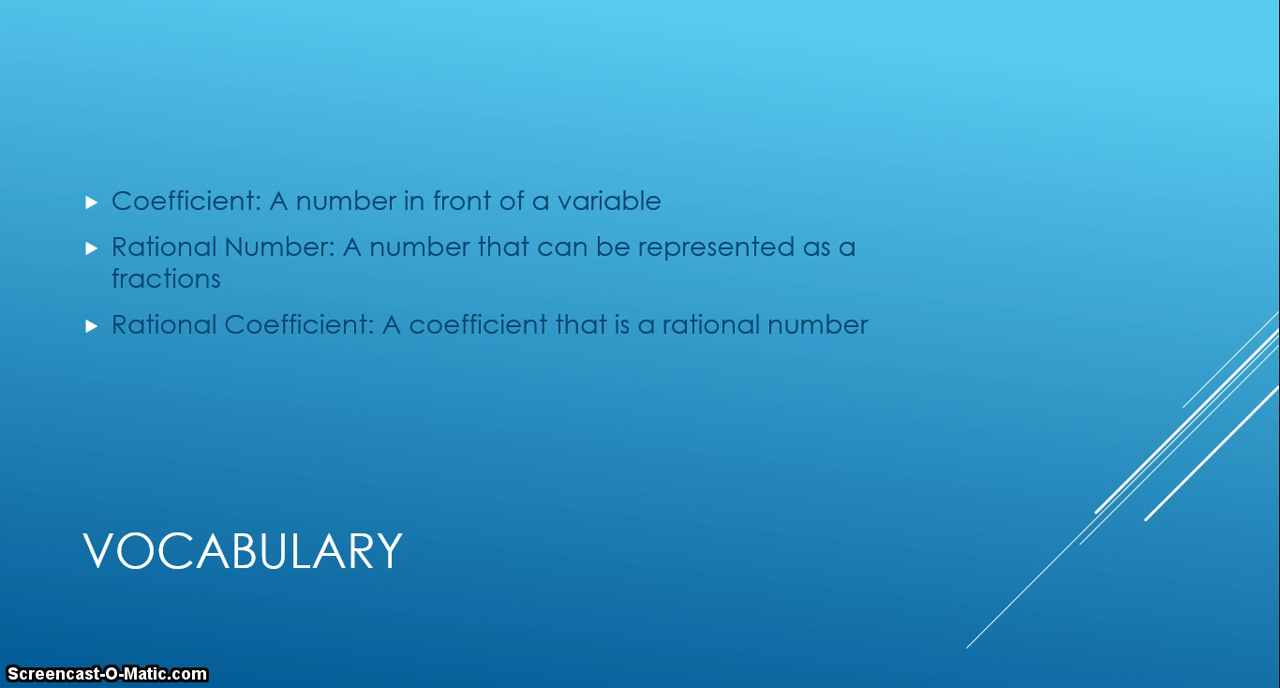 Coefficient: A number in front of a variable
Rational Number: A number that can be represented as a
fractions
Rational Coefficient: A coefficient that is a rational number
VOCABULARY
Screencast-O-Matic.com